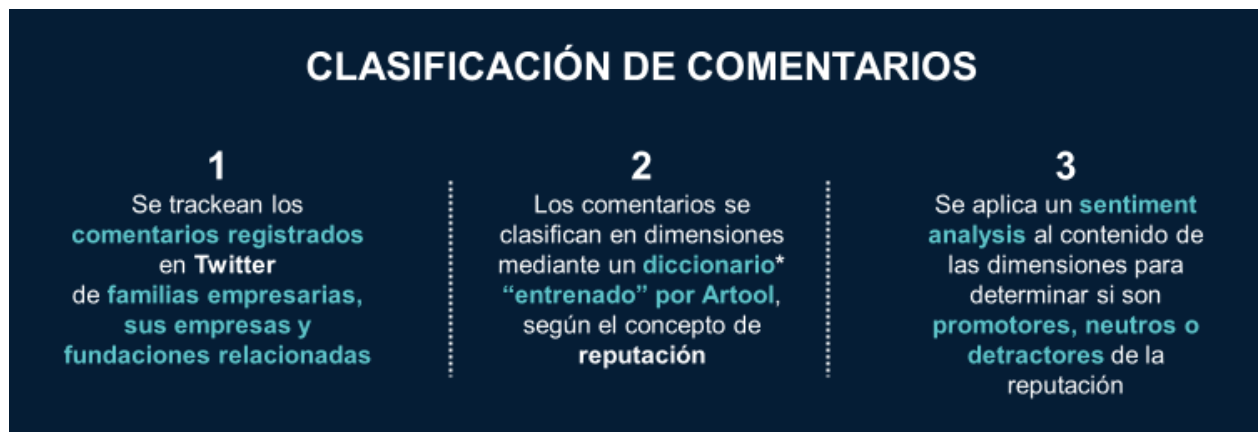 CLASIFICACIÓN DE COMENTARIOS
1
Se trackean los
comentarios registrados
en Twitter
de familias empresarias,
sus empresas y
fundaciones relacionadas
2
Los comentarios se
clasifican en dimensiones
mediante un diccionario*
“entrenado” por Artool,
según el concepto de
reputación
3
Se aplica un sentiment
analysis al contenido de
las dimensiones para
determinar si son
promotores, neutros o
detractores de la
reputación